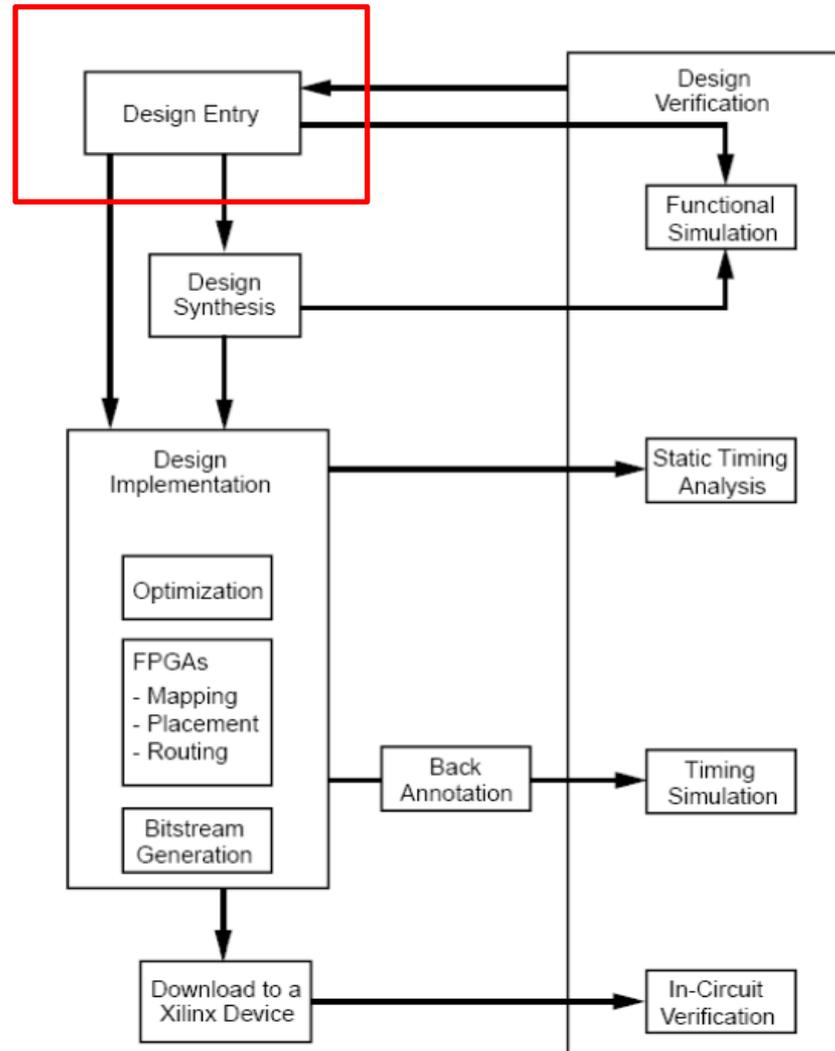 Design Entry
Design
Verification
Functional
Simulation
Design
Synthesis
Design
Implementation
Static Timing
Analysis
Optimization
FPGAs
- Mapping
- Placement
- Routing
Back
Annotation
Timing
Simulation
Bitstream
Generation
Download to a
Xilinx Device
In-Circuit
Verification